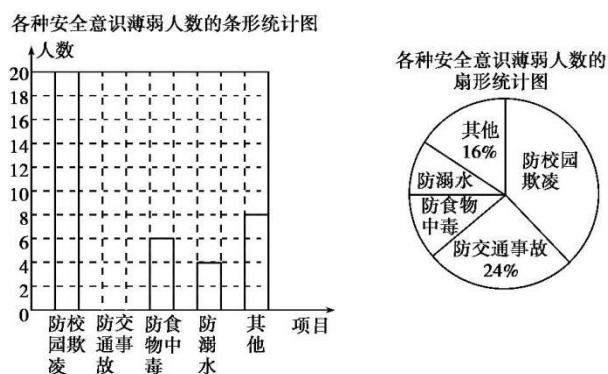 各种安全意识薄弱人数的条形统计图
人数
20
18
16
14
12
10
8
6
4
2
0
防校园欺凌
防交通事故
防食物中毒
防溺水
其他
项目
各种安全意识薄弱人数的
扇形统计图
其他
16%
防校园
欺凌
防溺水
防食物
中毒
防交通事故
24%